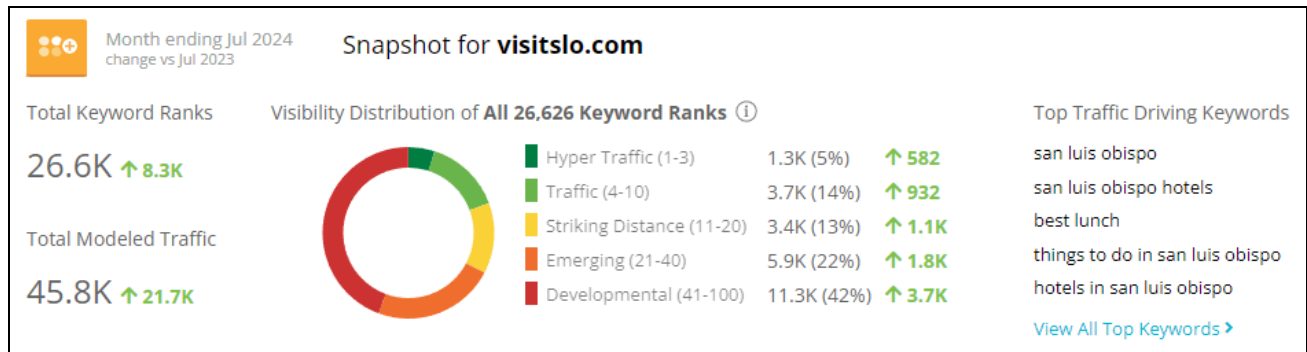 Month ending Jul 2024
change vs Jul 2023
Snapshot for visitslo.com
Total Keyword Ranks
26.6K ↑ 8.3K
Total Modeled Traffic
45.8K ↑ 21.7K
Visibility Distribution of All 26,626 Keyword Ranks ⓘ
Hyper Traffic (1-3) 1.3K (5%) ↑ 582
Traffic (4-10) 3.7K (14%) ↑ 932
Striking Distance (11-20) 3.4K (13%) ↑ 1.1K
Emerging (21-40) 5.9K (22%) ↑ 1.8K
Developmental (41-100) 11.3K (42%) ↑ 3.7K
Top Traffic Driving Keywords
san luis obispo
san luis obispo hotels
best lunch
things to do in san luis obispo
hotels in san luis obispo
View All Top Keywords >